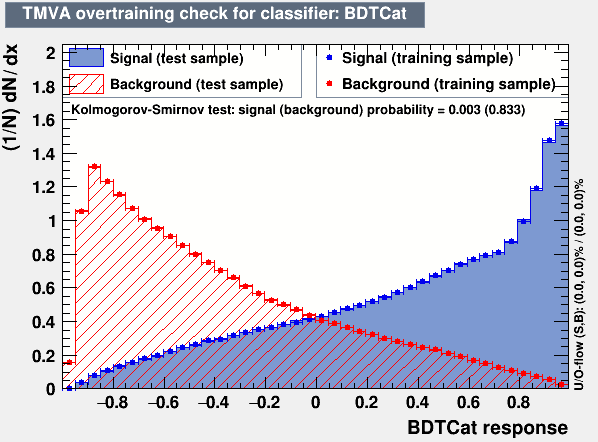 TMVA overtraining check for classifier: BDTCat
(1/N) dN / dx
Signal (test sample)
Background (test sample)
Signal (training sample)
Background (training sample)
Kolmogorov-Smirnov test: signal (background) probability = 0.003 (0.833)
2
1.8
1.6
1.4
1.2
1
0.8
0.6
0.4
0.2
0
−0.8 −0.6 −0.4 −0.2 0 0.2 0.4 0.6 0.8
BDTCat response
U/O-flow (S,B): (0.0, 0.0)% / (0.0, 0.0)%